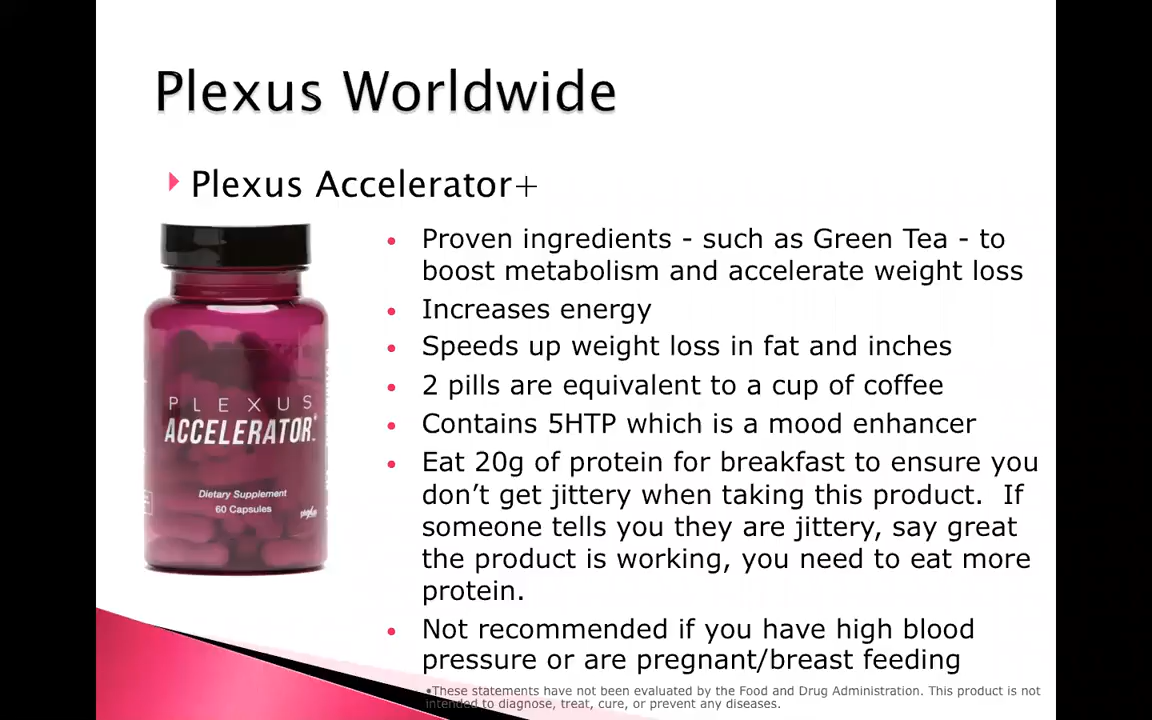 Plexus Worldwide
Plexus Accelerator+
Proven ingredients - such as Green Tea - to
boost metabolism and accelerate weight loss
Increases energy
Speeds up weight loss in fat and inches
2 pills are equivalent to a cup of coffee
Contains 5HTP which is a mood enhancer
Eat 20g of protein for breakfast to ensure you
don’t get jittery when taking this product.  If
someone tells you they are jittery, say great
the product is working, you need to eat more
protein.
Not recommended if you have high blood
pressure or are pregnant/breast feeding
•These statements have not been evaluated by the Food and Drug Administration. This product is not
intended to diagnose, treat, cure, or prevent any diseases.
PLEXUS
ACCELERATOR+™
Dietary Supplement
60 Capsules
plexus